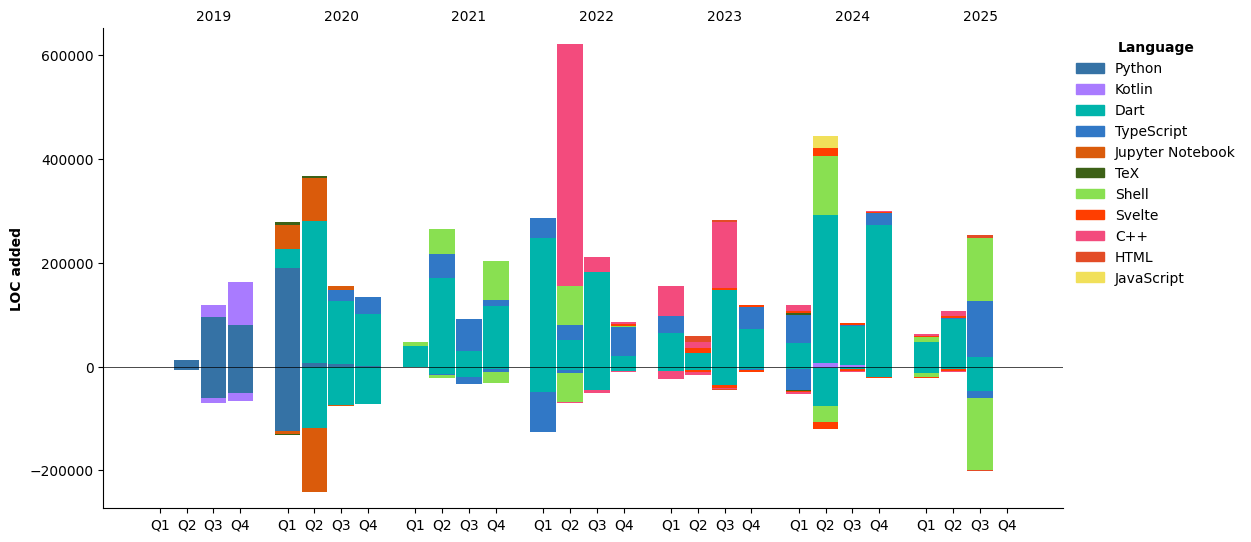 2019 2020 2021 2022 2023 2024 2025
LOC added
600000
400000
200000
0
−200000
Q1 Q2 Q3 Q4 Q1 Q2 Q3 Q4 Q1 Q2 Q3 Q4 Q1 Q2 Q3 Q4 Q1 Q2 Q3 Q4 Q1 Q2 Q3 Q4 Q1 Q2 Q3 Q4
Language
Python
Kotlin
Dart
TypeScript
Jupyter Notebook
TeX
Shell
Svelte
C++
HTML
JavaScript